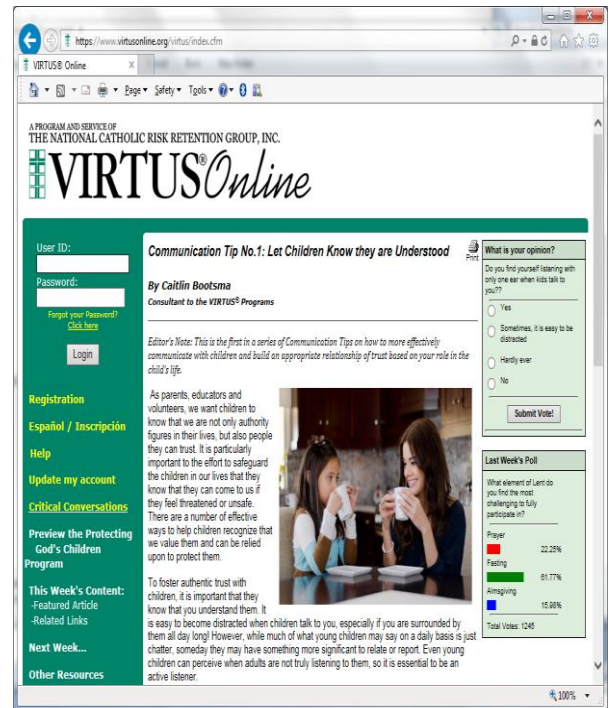 https://www.virtusonline.org/virtus/index.cfm
VIRTUS® Online
Page
Safety
Tools
A PROGRAM AND SERVICE OF
THE NATIONAL CATHOLIC RISK RETENTION GROUP, INC.
VIRTUS® Online
User ID:
Password:
Forgot your Password?
Click here
Login
Registration
Español / Inscripción
Help
Update my account
Critical Conversations
Preview the Protecting
God's Children
Program
This Week's Content:
-Featured Article
-Related Links
Next Week...
Other Resources
Communication Tip No.1: Let Children Know they are Understood
Print
By Caitlin Bootsma
Consultant to the VIRTUS® Programs
Editor's Note: This is the first in a series of Communication Tips on how to more effectively
communicate with children and build an appropriate relationship of trust based on your role in the
child's life.
As parents, educators and
volunteers, we want children to
know that we are not only authority
figures in their lives, but also people
they can trust. It is particularly
important to the effort to safeguard
the children in our lives that they
know that they can come to us if
they feel threatened or unsafe.
There are a number of effective
ways to help children recognize that
we value them and can be relied
upon to protect them.
To foster authentic trust with
children, it is important that they
know that you understand them. It
is easy to become distracted when children talk to you, especially if you are surrounded by
them all day long! However, while much of what young children may say on a daily basis is just
chatter, someday they may have something more significant to relate or report. Even young
children can perceive when adults are not truly listening to them, so it is essential to be an
active listener.
What is your opinion?
Do you find yourself listening with
only one ear when kids talk to
you??
Yes
Sometimes, it is easy to be
distracted
Hardly ever
No
Submit Vote!
Last Week's Poll
What element of Lent do
you find the most
challenging to fully
participate in?
Prayer
22.25%
Fasting
61.77%
Almsgiving
15.98%
Total Votes: 1245
100%